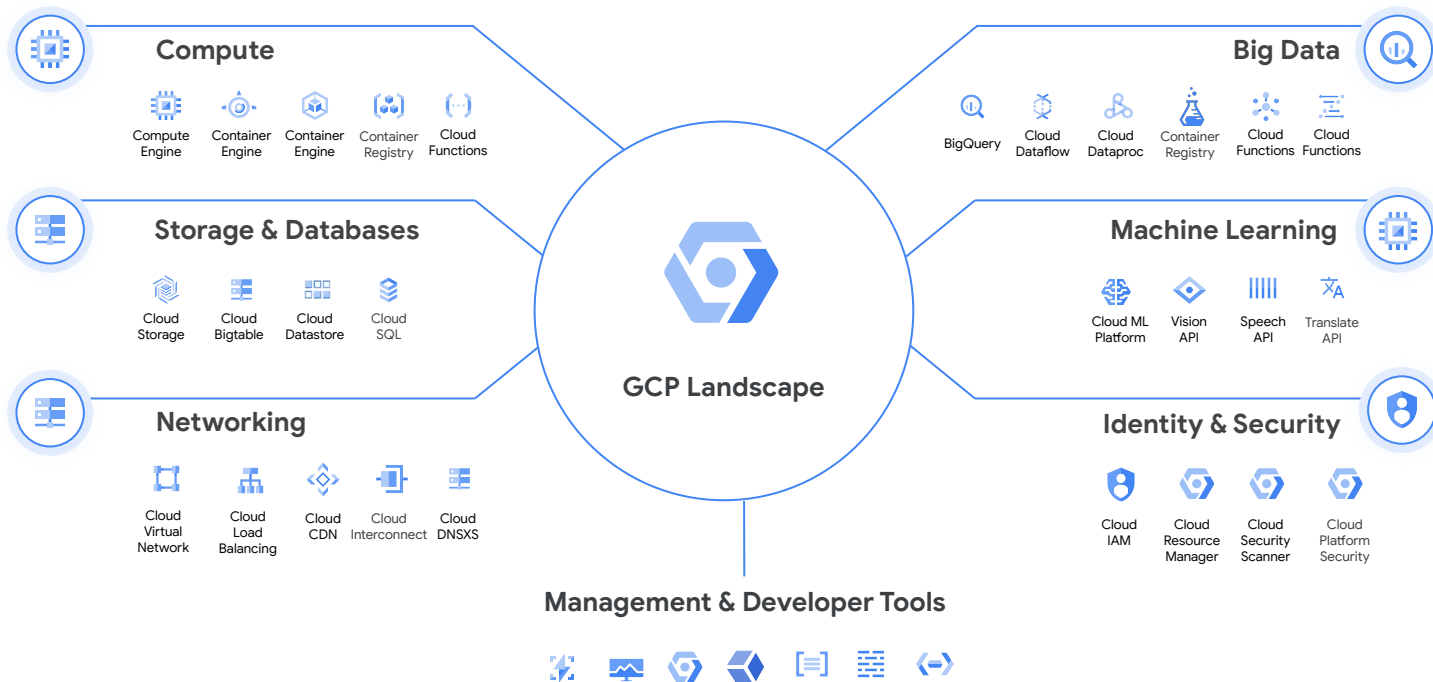 Compute
Compute
Engine
Container
Engine
Container
Engine
Container
Registry
Cloud
Functions
Storage & Databases
Cloud
Storage
Cloud
Bigtable
Cloud
Datastore
Cloud
SQL
Networking
Cloud
Virtual
Network
Cloud
Load
Balancing
Cloud
CDN
Cloud
Interconnect
Cloud
DNSXS
GCP Landscape
Big Data
BigQuery
Cloud
Dataflow
Cloud
Dataproc
Container
Registry
Cloud
Functions
Cloud
Functions
Machine Learning
Cloud ML
Platform
Vision
API
Speech
API
Translate
API
Identity & Security
Cloud
IAM
Cloud
Resource
Manager
Cloud
Security
Scanner
Cloud
Platform
Security
Management & Developer Tools